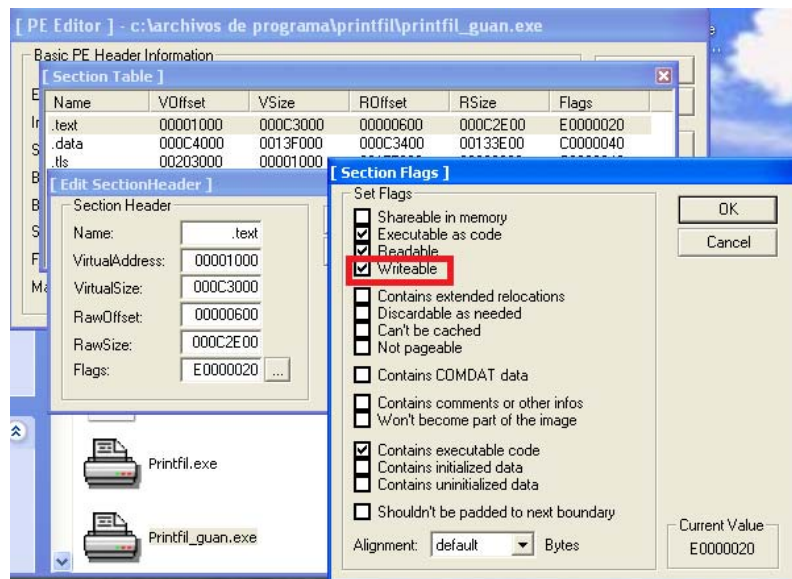 [ PE Editor ] - c:\archivos de programa\printfil\printfil_guan.exe
Basic PE Header Information
[ Section Table ]
Name VOffset VSize ROffset RSize Flags
.text 00001000 000C3000 00000600 000C2E00 E0000020
.data 000C4000 0013F000 000C3400 00133E00 C0000040
.tls 00203000 00001000
[ Edit SectionHeader ]
Section Header
Name: .text
VirtualAddress: 00001000
VirtualSize: 000C3000
RawOffset: 00000600
RawSize: 000C2E00
Flags: E0000020 ...
[ Section Flags ]
Set Flags
Shareable in memory
Executable as code
Readable
Writeable
Contains extended relocations
Discardable as needed
Can't be cached
Not pageable
Contains COMDAT data
Contains comments or other infos
Won't become part of the image
Contains executable code
Contains initialized data
Contains uninitialized data
Shouldn't be padded to next boundary
Alignment: default Bytes
OK
Cancel
Current Value
E0000020
Printfil.exe
Printfil_guan.exe